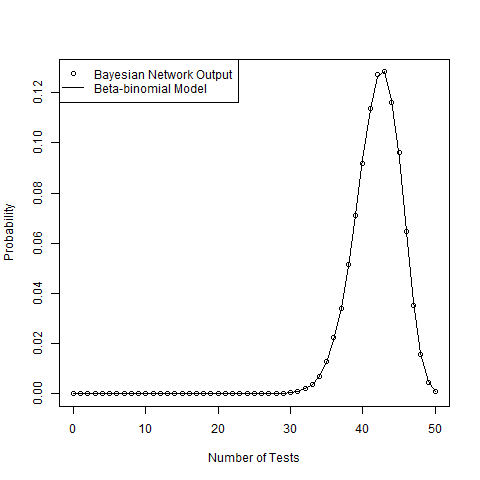 Bayesian Network Output
Beta-binomial Model
Probability
0.12
0.10
0.08
0.06
0.04
0.02
0.00
0 10 20 30 40 50
Number of Tests